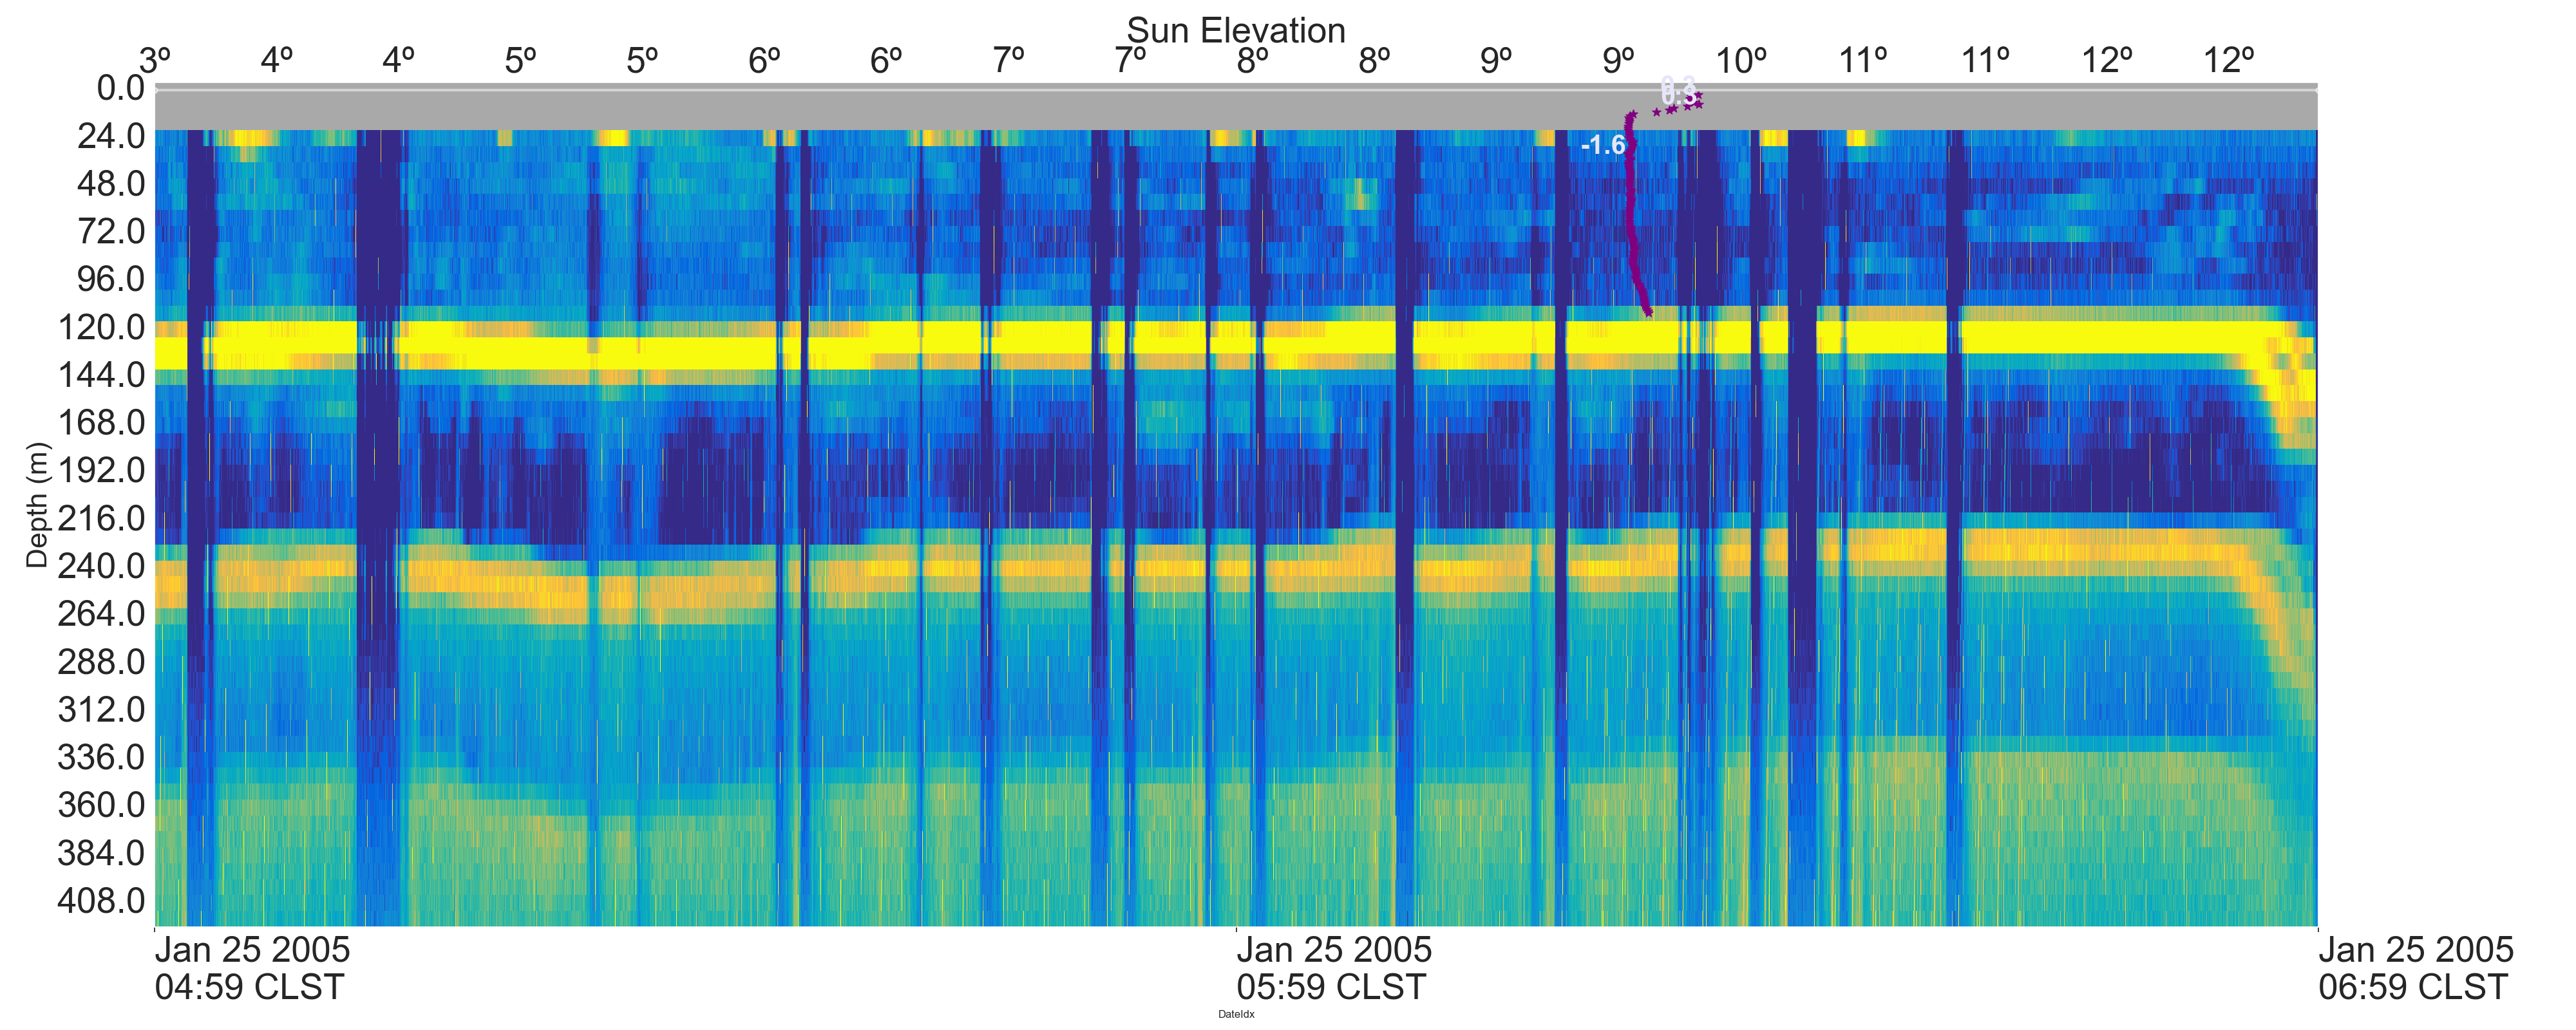 Sun Elevation
3º 4º 4º 5º 5º 6º 6º 7º 7º 8º 8º 9º 9º 10º 11º 11º 12º 12º
0.0
24.0
48.0
72.0
96.0
120.0
144.0
168.0
192.0
216.0
240.0
264.0
288.0
312.0
336.0
360.0
384.0
408.0
Depth (m)
-1.6
Jan 25 2005
04:59 CLST
Jan 25 2005
05:59 CLST
Jan 25 2005
06:59 CLST
DateIdx